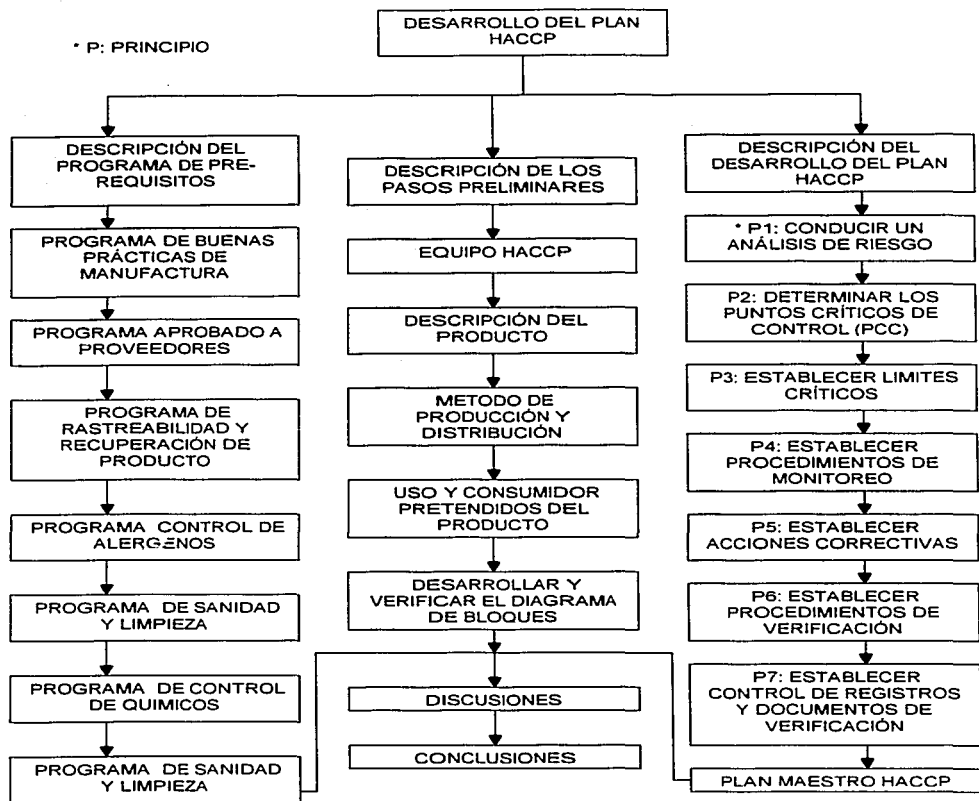 DESARROLLO DEL PLAN
HACCP
* P: PRINCIPIO
DESCRIPCIÓN DEL
PROGRAMA DE PRE-
REQUISITOS
PROGRAMA DE BUENAS
PRÁCTICAS DE
MANUFACTURA
PROGRAMA APROBADO A
PROVEEDORES
PROGRAMA DE
RASTREABILIDAD Y
RECUPERACIÓN DE
PRODUCTO
PROGRAMA CONTROL DE
ALERGENOS
PROGRAMA DE SANIDAD
Y LIMPIEZA
PROGRAMA DE CONTROL
DE QUIMICOS
PROGRAMA DE SANIDAD
Y LIMPIEZA
DESCRIPCIÓN DE LOS
PASOS PRELIMINARES
EQUIPO HACCP
DESCRIPCIÓN DEL
PRODUCTO
METODO DE
PRODUCCIÓN Y
DISTRIBUCIÓN
USO Y CONSUMIDOR
PRETENDIDOS DEL
PRODUCTO
DESARROLLAR Y
VERIFICAR EL DIAGRAMA
DE BLOQUES
DISCUSIONES
CONCLUSIONES
DESCRIPCIÓN DEL
DESARROLLO DEL PLAN
HACCP
* P1: CONDUCIR UN
ANÁLISIS DE RIESGO
P2: DETERMINAR LOS
PUNTOS CRÍTICOS DE
CONTROL (PCC)
P3: ESTABLECER LIMITES
CRÍTICOS
P4: ESTABLECER
PROCEDIMIENTOS DE
MONITOREO
P5: ESTABLECER
ACCIONES CORRECTIVAS
P6: ESTABLECER
PROCEDIMIENTOS DE
VERIFICACIÓN
P7: ESTABLECER
CONTROL DE REGISTROS
Y DOCUMENTOS DE
VERIFICACIÓN
PLAN MAESTRO HACCP